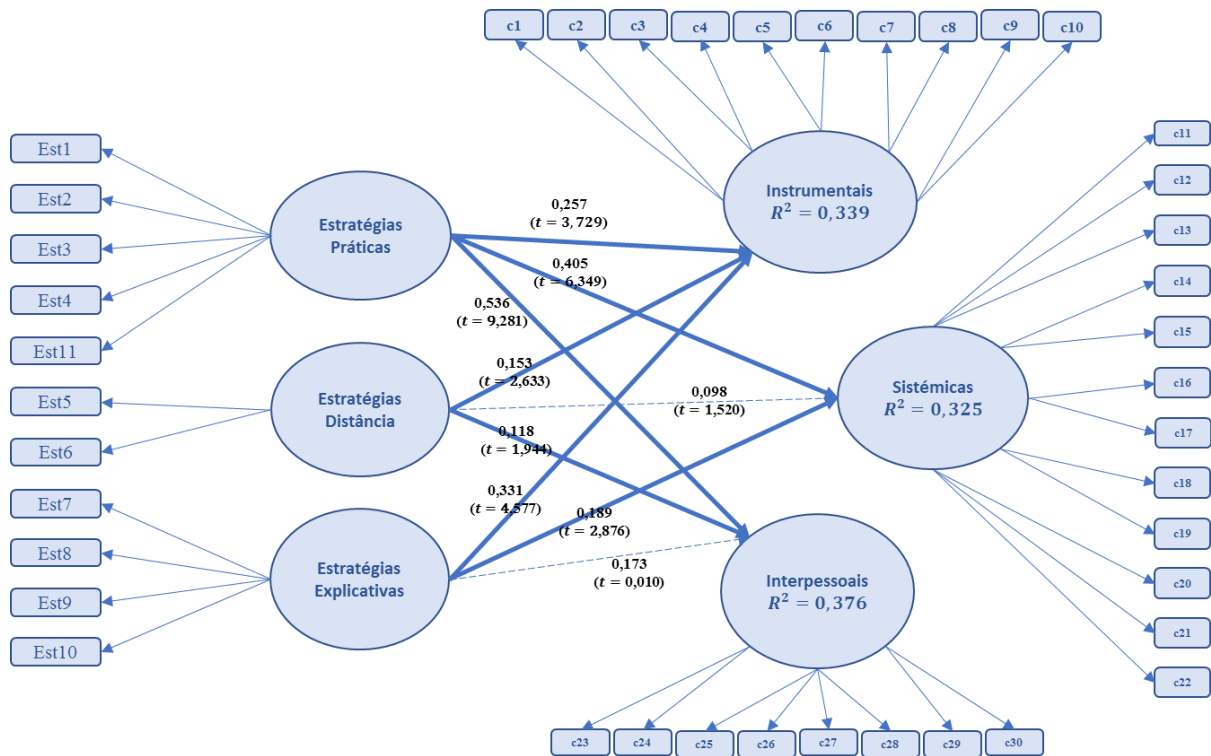 c1
c2
c3
c4
c5
c6
c7
c8
c9
c10
Est1
Est2
Est3
Est4
Est11
Est5
Est6
Est7
Est8
Est9
Est10
Estratégias
Práticas
Estratégias
Distância
Estratégias
Explicativas
0,257
(t = 3,729)
0,405
(t = 6,349)
0,536
(t = 9,281)
0,153
(t = 2,633)
0,098
(t = 1,520)
0,118
(t = 1,944)
0,331
(t = 4,577)
0,189
(t = 2,876)
0,173
(t = 0,010)
Instrumentais
R² = 0,339
Sistémicas
R² = 0,325
Interpessoais
R² = 0,376
c11
c12
c13
c14
c15
c16
c17
c18
c19
c20
c21
c22
c23
c24
c25
c26
c27
c28
c29
c30